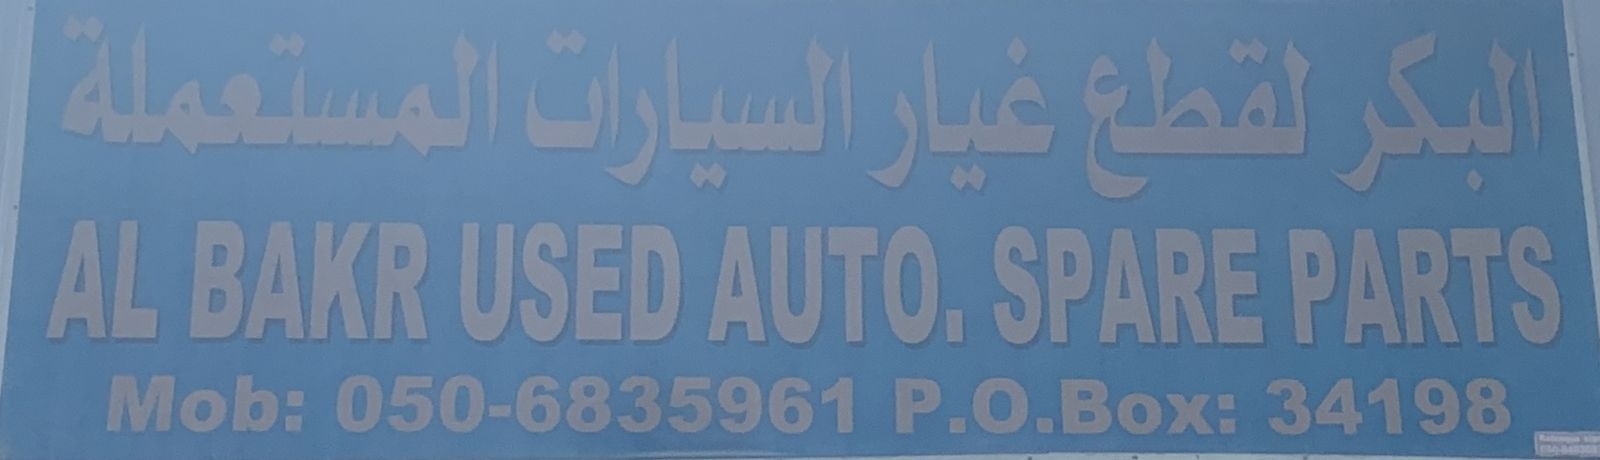 البكر لقطع غيار السيارات المستعملة
AL BAKR USED AUTO. SPARE PARTS
Mob: 050-6835961 P.O.Box: 34198